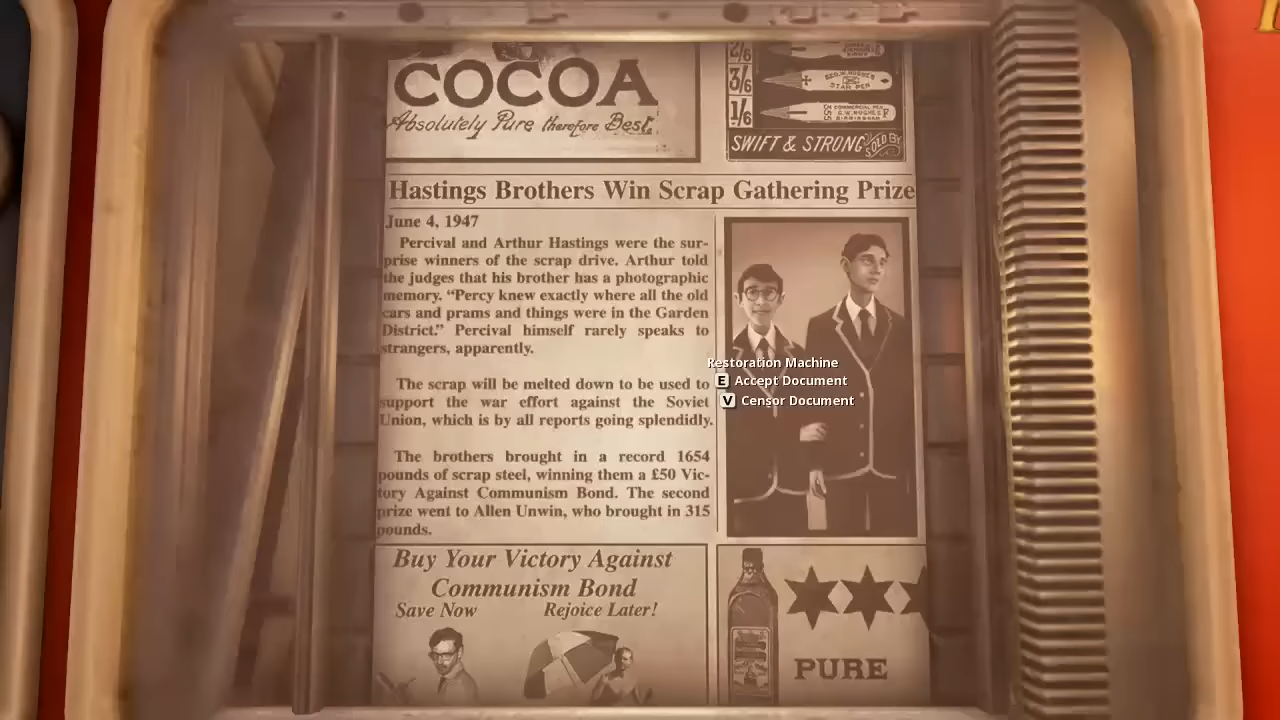 COCOA
Absolutely Pure therefore Best.
2/6
3/6
1/6
STAR PEN
SWIFT & STRONG
SOLD BY
Hastings Brothers Win Scrap Gathering Prize
June 4, 1947
Percival and Arthur Hastings were the sur-
prise winners of the scrap drive. Arthur told
the judges that his brother has a photographic
memory. “Percy knew exactly where all the old
cars and prams and things were in the Garden
District.” Percival himself rarely speaks to
strangers, apparently.
The scrap will be melted down to be used to
support the war effort against the Soviet
Union, which is by all reports going splendidly.
The brothers brought in a record 1654
pounds of scrap steel, winning them a £50 Vic-
tory Against Communism Bond. The second
prize went to Allen Unwin, who brought in 315
pounds.
Restoration Machine
E Accept Document
V Censor Document
Buy Your Victory Against
Communism Bond
Save Now Rejoice Later!
PURE